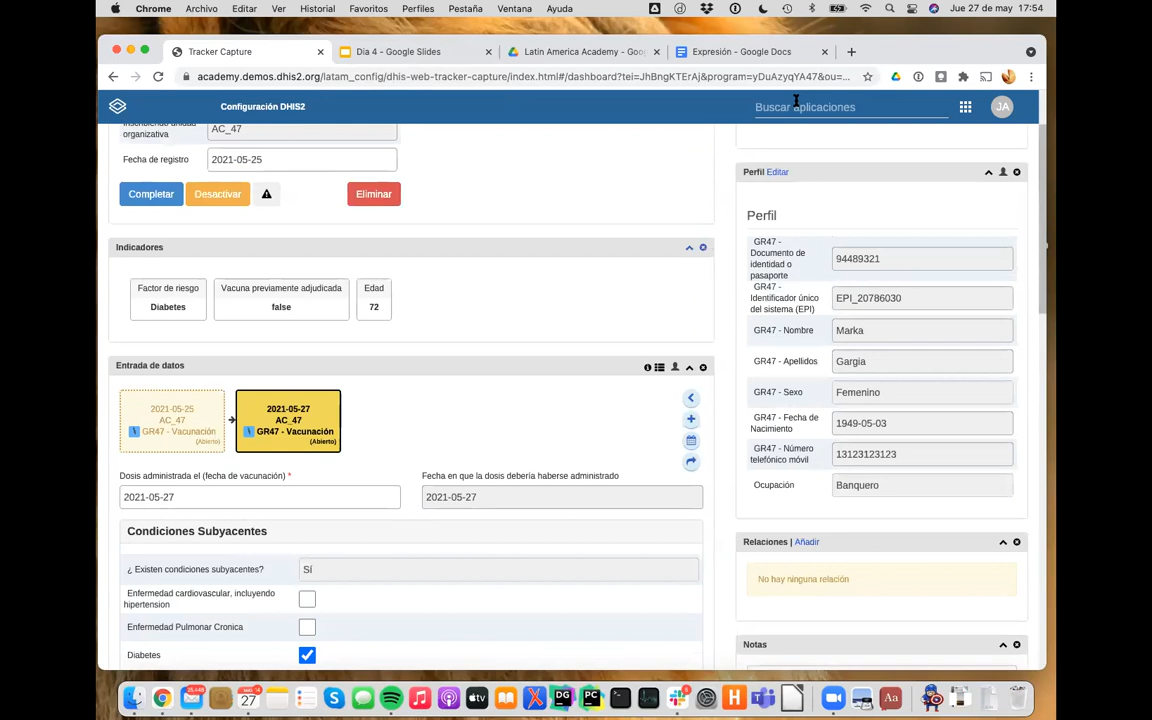 Chrome Archivo Editar Ver Historial Favoritos Perfiles Pestaña Ventana Ayuda Jue 27 de may 17:54
Tracker Capture Dia 4 - Google Slides Latin America Academy - Goo Expresión - Google Docs
academy.demos.dhis2.org/latam_config/dhis-web-tracker-capture/index.html#/dashboard?tei=JhBngKTErAj&program=yDuAzyqYA47&ou=...
Configuración DHIS2 Buscar aplicaciones JA
Inscribiendo unidad
organizativa
AC_47
Fecha de registro 2021-05-25
Completar Desactivar Eliminar
Indicadores
Factor de riesgo Vacuna previamente adjudicada Edad
Diabetes false 72
Entrada de datos
2021-05-25
AC_47
GR47 - Vacunación
(Abierto)
2021-05-27
AC_47
GR47 - Vacunación
(Abierto)
Dosis administrada el (fecha de vacunación) * Fecha en que la dosis debería haberse administrado
2021-05-27 2021-05-27
Condiciones Subyacentes
¿ Existen condiciones subyacentes? Sí
Enfermedad cardiovascular, incluyendo
hipertension
Enfermedad Pulmonar Cronica
Diabetes
Perfil Editar
Perfil
GR47 -
Documento de
identidad o
pasaporte
94489321
GR47 -
Identificador único
del sistema (EPI)
EPI_20786030
GR47 - Nombre Marka
GR47 - Apellidos Gargia
GR47 - Sexo Femenino
GR47 - Fecha de
Nacimiento
1949-05-03
GR47 - Número
telefónico móvil
13123123123
Ocupación Banquero
Relaciones | Añadir
No hay ninguna relación
Notas